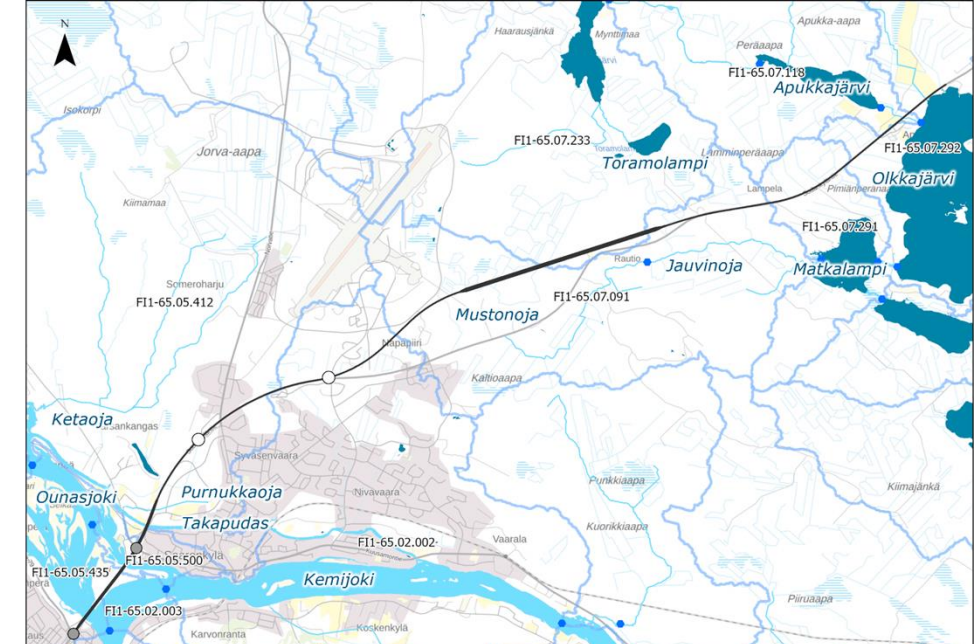 N
Haarausjänkä
Mynttimaa
Apukka-aapa
Peräaapa
FI1-65.07.118
Apukkajärvi
Isokorpi
Jorva-aapa
FI1-65.07.233
Toramolampi
Lamminperäaapa
FI1-65.07.292
Olkkajärvi
Kiimamaa
Lampela
FI1-65.07.291
Rautio
Jauvinoja
Matkalampi
Someroharju
FI1-65.05.412
FI1-65.07.091
Mustonoja
Napapiiri
Kaltioaapa
Ketaoja
Syväsenvaara
Punkkiaapa
Kiimajänkä
Ounasjoki
Purnukkaoja
Nivavaara
Takapudas
Kuorikkiaapa
FI1-65.02.002
Vaarala
FI1-65.05.500
FI1-65.05.435
Kemijoki
Piiruaapa
FI1-65.02.003
Karvonranta
Koskenkylä